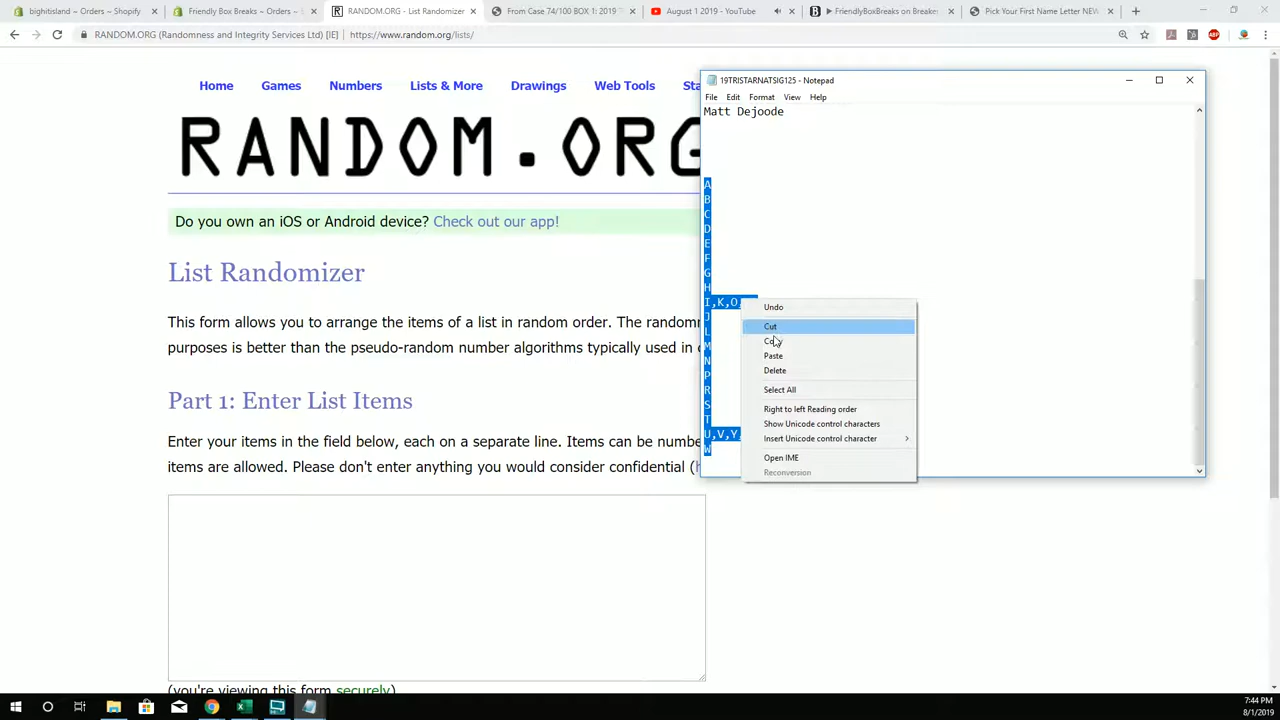 bighitisland ~ Orders ~ Shopify
Friendly Box Breaks ~ Orders ~
RANDOM.ORG - List Randomizer
From Case 74/100 BOX 1: 2019
August 1 2019 - YouTube
FriendlyBoxBreaks on Breaker
Pick Your First Name Letter NEW
RANDOM.ORG (Randomness and Integrity Services Ltd) [IE] | https://www.random.org/lists/
Home Games Numbers Lists & More Drawings Web Tools Sta
RANDOM.ORG
Do you own an iOS or Android device? Check out our app!
List Randomizer
This form allows you to arrange the items of a list in random order. The random
purposes is better than the pseudo-random number algorithms typically used in
Part 1: Enter List Items
Enter your items in the field below, each on a separate line. Items can be numbe
items are allowed. Please don't enter anything you would consider confidential (
(you're viewing this form securely)
19TRISTARNATSIG125 - Notepad
File Edit Format View Help
Matt Dejoode
A
B
C
D
E
F
G
H
I,K,O,
J
L
M
N
P
R
S
T
U,V,Y,
W
Undo
Cut
Copy
Paste
Delete
Select All
Right to left Reading order
Show Unicode control characters
Insert Unicode control character
Open IME
Reconversion
7:44 PM
8/1/2019